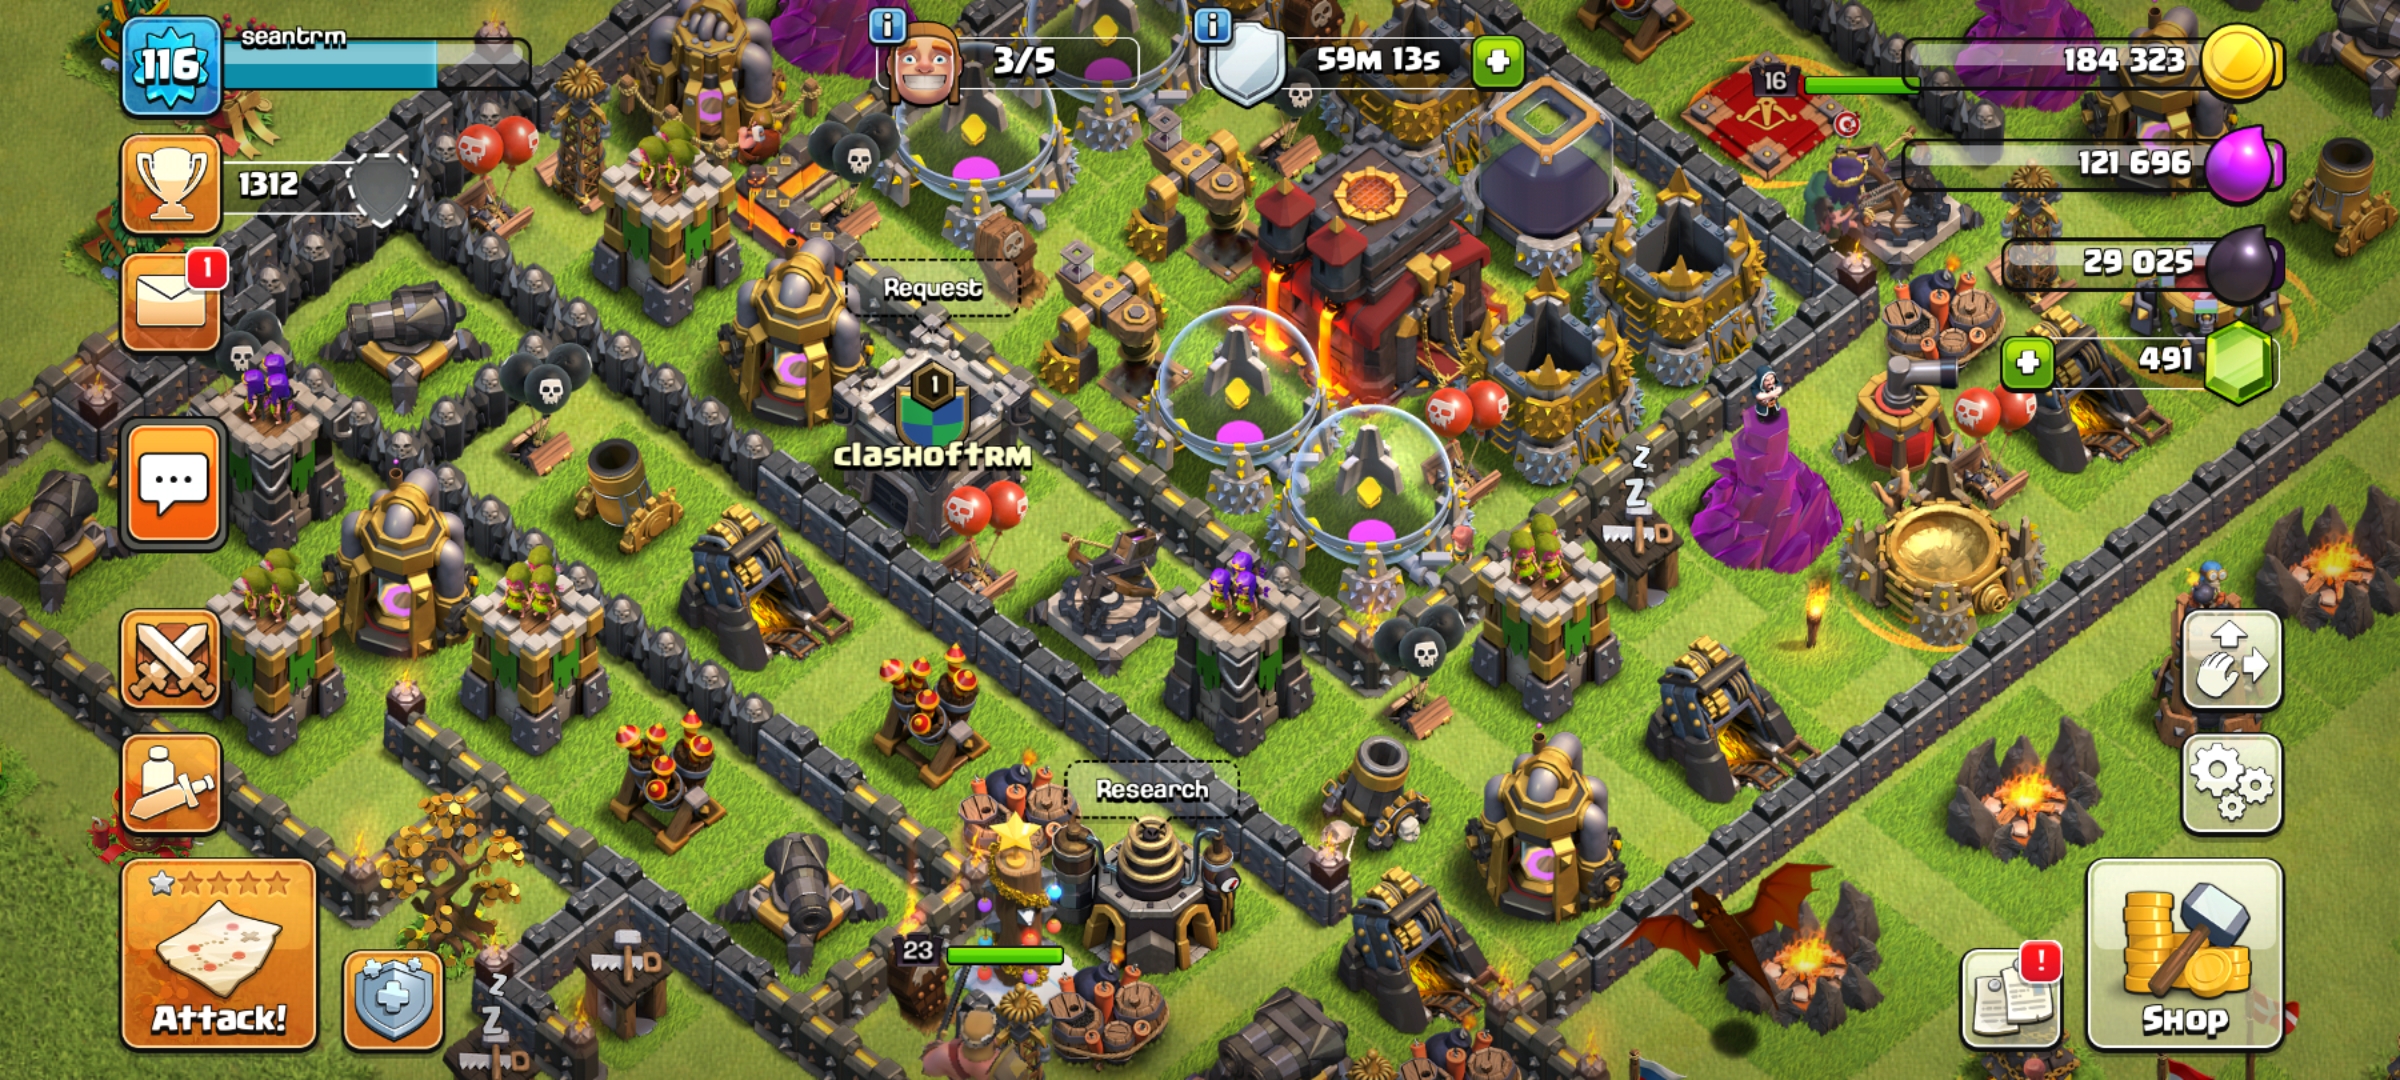 116
seantrm
3/5
59M 13s
184 323
16
1312
121 696
1
29 025
Request
491
1
clashoftRM
Z
Z
Research
23
Z
Z
Attack!
!
Shop